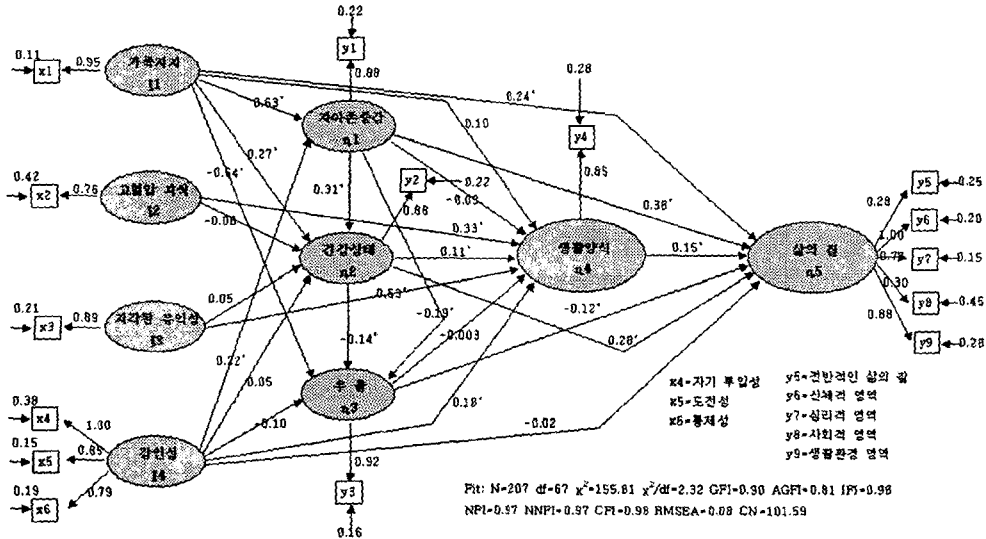 0.22
y1
0.11
x1
0.95
가족지지
ξ1
0.88
0.28
자아존중감
η1
0.63*
0.10
0.24*
y4
0.27*
-0.64*
0.42
x2
0.76
ξ2
0.91*
y2
0.22
-0.09
0.85
0.38*
0.88
-0.08
0.33*
건강상태
η2
0.11*
생활양식
η4
0.15*
삶의 질
η5
y5
0.25
0.28
y6
0.20
1.00
y7
0.15
0.30
y8
0.45
0.88
y9
0.28
0.21
x3
0.89
지각된 유익성
ξ3
0.05
0.53*
-0.19*
-0.12*
-0.14*
-0.003
0.28*
0.22*
0.05
우 울
η3
0.18*
-0.10
-0.02
0.38
x4
1.00
0.15
x5
0.85
강인성
ξ4
0.79
0.19
x6
0.92
y3
0.16
x4=자기 투입성
x5=도전성
x6=통제성
y5=전반적인 삶의 질
y6=신체적 영역
y7=심리적 영역
y8=사회적 영역
y9=생활환경 영역
Fit: N=207 df=67 χ²=155.81 χ²/df=2.32 GFI=0.90 AGFI=0.81 IFI=0.98
NFI=0.97 NNFI=0.97 CFI=0.98 RMSEA=0.08 CN=101.59